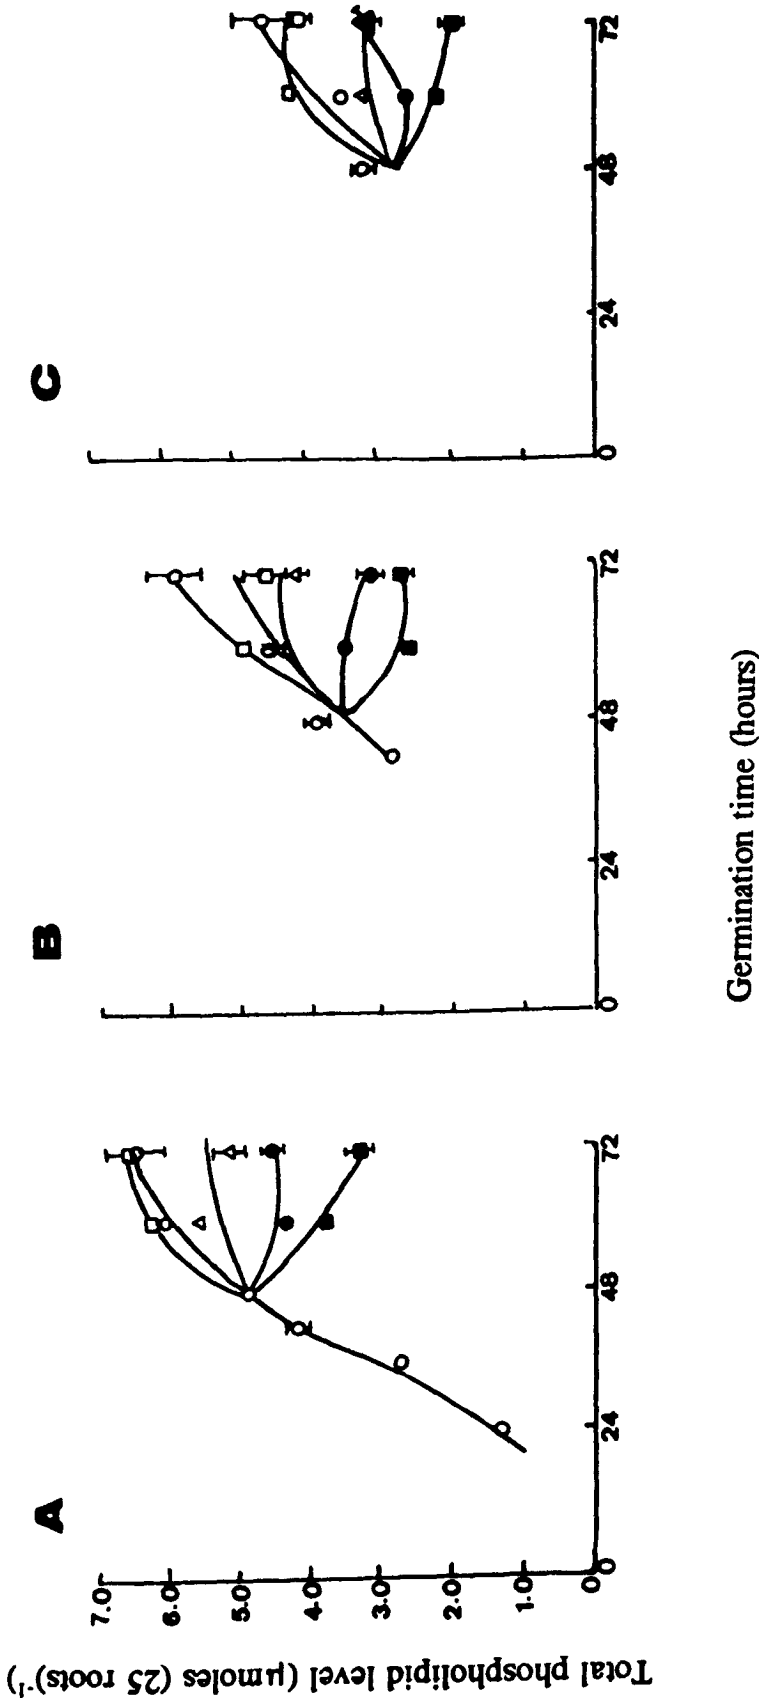 A
B
C
7.0
6.0
5.0
4.0
3.0
2.0
1.0
0
Total phospholipid level (μmoles (25 roots)⁻¹)
0 24 48 72
0 24 48 72
0 24 48 72
Germination time (hours)